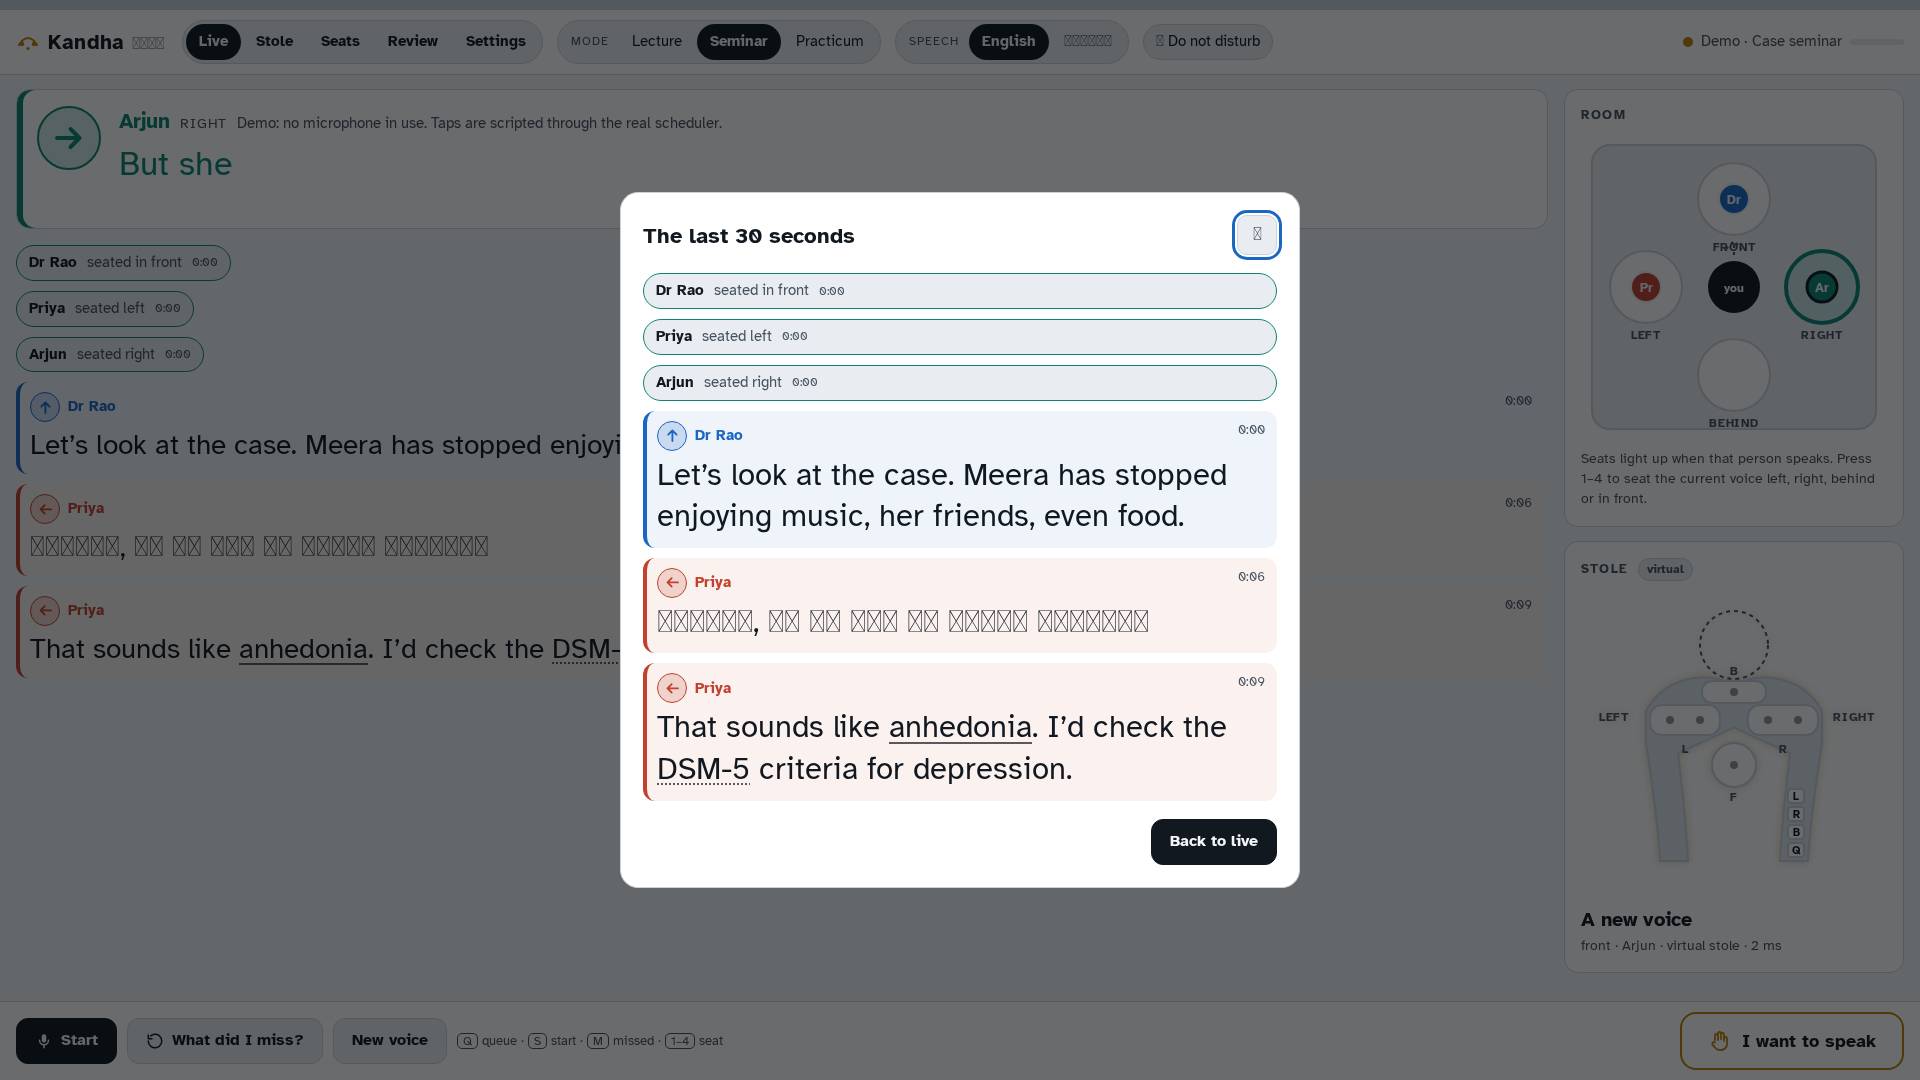 Kandha
Live Stole Seats Review Settings
MODE Lecture Seminar Practicum
SPEECH English
Do not disturb
Demo · Case seminar
Arjun RIGHT Demo: no microphone in use. Taps are scripted through the real scheduler.
But she
Dr Rao seated in front 0:00
Priya seated left 0:00
Arjun seated right 0:00
Dr Rao 0:00
Let’s look at the case. Meera has stopped enjoyi
Priya 0:06
Priya 0:09
That sounds like anhedonia. I’d check the DSM-
The last 30 seconds
Dr Rao seated in front 0:00
Priya seated left 0:00
Arjun seated right 0:00
Dr Rao 0:00
Let’s look at the case. Meera has stopped
enjoying music, her friends, even food.
Priya 0:06
Priya 0:09
That sounds like anhedonia. I’d check the
DSM-5 criteria for depression.
Back to live
ROOM
Dr
FRONT
Pr
you
Ar
LEFT
RIGHT
BEHIND
Seats light up when that person speaks. Press
1–4 to seat the current voice left, right, behind
or in front.
STOLE virtual
B
LEFT
RIGHT
L
R
F
L
R
B
Q
A new voice
front · Arjun · virtual stole · 2 ms
Start
What did I miss?
New voice
Q queue · S start · M missed · 1–4 seat
I want to speak